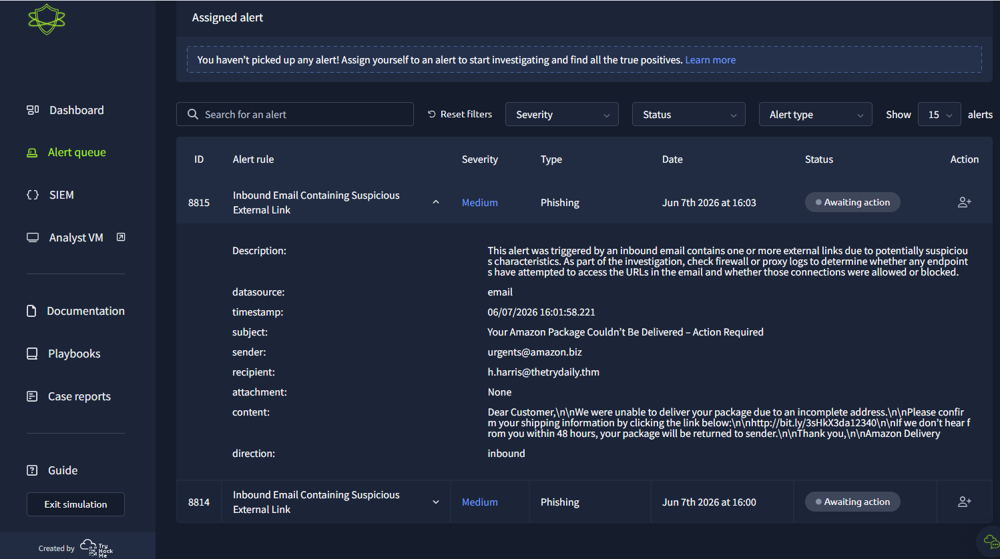 Assigned alert
You haven’t picked up any alert! Assign yourself to an alert to start investigating and find all the true positives. Learn more
Dashboard
Alert queue
SIEM
Analyst VM
Documentation
Playbooks
Case reports
Guide
Exit simulation
Created by Try Hack Me
Search for an alert
Reset filters
Severity
Status
Alert type
Show 15 alerts
ID Alert rule Severity Type Date Status Action
8815 Inbound Email Containing Suspicious
External Link
Medium Phishing Jun 7th 2026 at 16:03 Awaiting action
Description: This alert was triggered by an inbound email contains one or more external links due to potentially suspiciou
s characteristics. As part of the investigation, check firewall or proxy logs to determine whether any endpoint
s have attempted to access the URLs in the email and whether those connections were allowed or blocked.
datasource: email
timestamp: 06/07/2026 16:01:58.221
subject: Your Amazon Package Couldn’t Be Delivered – Action Required
sender: urgents@amazon.biz
recipient: h.harris@thetrydaily.thm
attachment: None
content: Dear Customer,\n\nWe were unable to deliver your package due to an incomplete address.\n\nPlease confir
m your shipping information by clicking the link below:\n\nhttp://bit.ly/3sHkX3da12340\n\nIf we don’t hear f
rom you within 48 hours, your package will be returned to sender.\n\nThank you,\n\nAmazon Delivery
direction: inbound
8814 Inbound Email Containing Suspicious
External Link
Medium Phishing Jun 7th 2026 at 16:00 Awaiting action